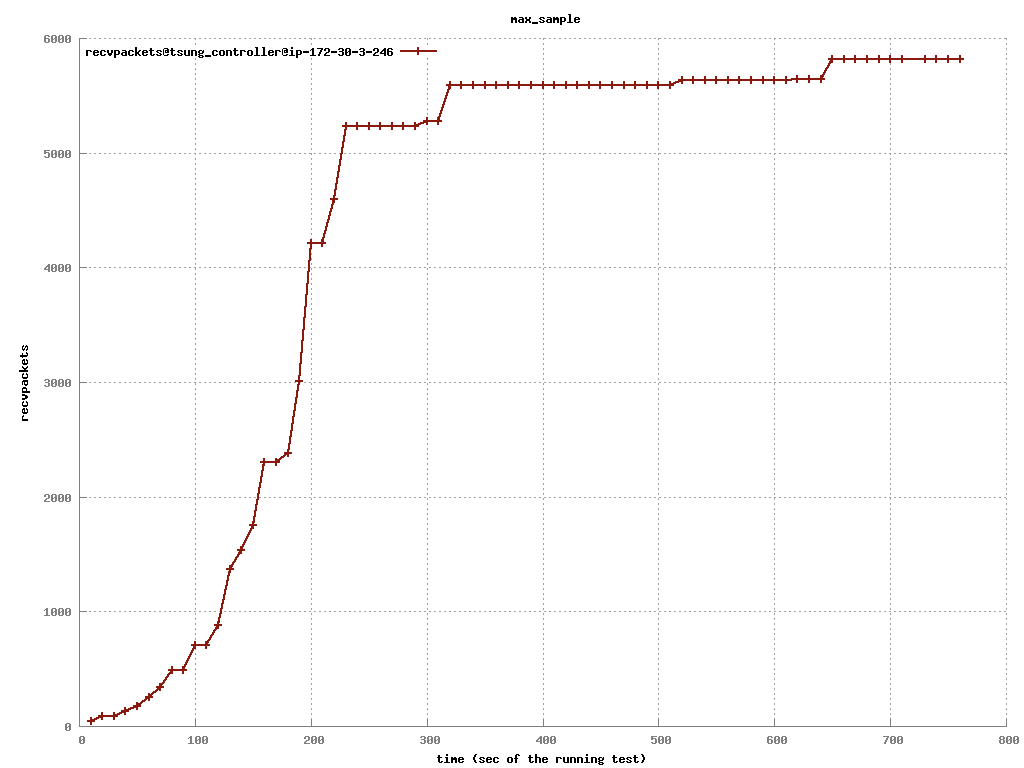 max_sample
recvpackets@tsung_controller@ip-172-30-3-246
6000
5000
4000
3000
2000
1000
0
recvpackets
0 100 200 300 400 500 600 700 800
time (sec of the running test)